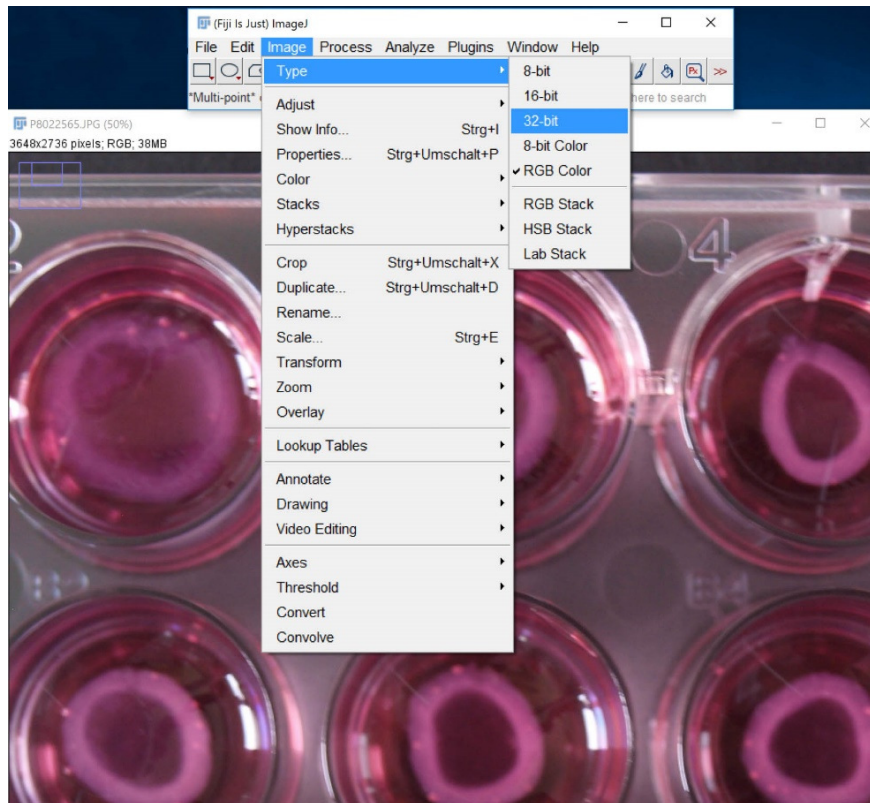 (Fiji Is Just) ImageJ
File Edit Image Process Analyze Plugins Window Help
*Multi-point*
here to search
Type
Adjust
Show Info... Strg+I
Properties... Strg+Umschalt+P
Color
Stacks
Hyperstacks
Crop Strg+Umschalt+X
Duplicate... Strg+Umschalt+D
Rename...
Scale... Strg+E
Transform
Zoom
Overlay
Lookup Tables
Annotate
Drawing
Video Editing
Axes
Threshold
Convert
Convolve
8-bit
16-bit
32-bit
8-bit Color
RGB Color
RGB Stack
HSB Stack
Lab Stack
P8022565.JPG (50%)
3648x2736 pixels; RGB; 38MB
4